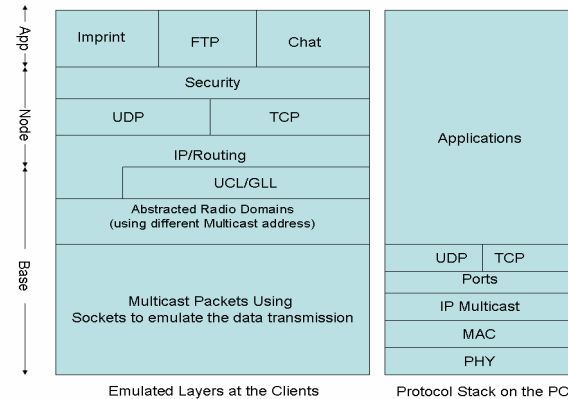 App
Node
Base
Imprint
FTP
Chat
Security
UDP
TCP
IP/Routing
UCL/GLL
Abstracted Radio Domains
(using different Multicast address)
Multicast Packets Using
Sockets to emulate the data transmission
Emulated Layers at the Clients
Applications
UDP
TCP
Ports
IP Multicast
MAC
PHY
Protocol Stack on the PC